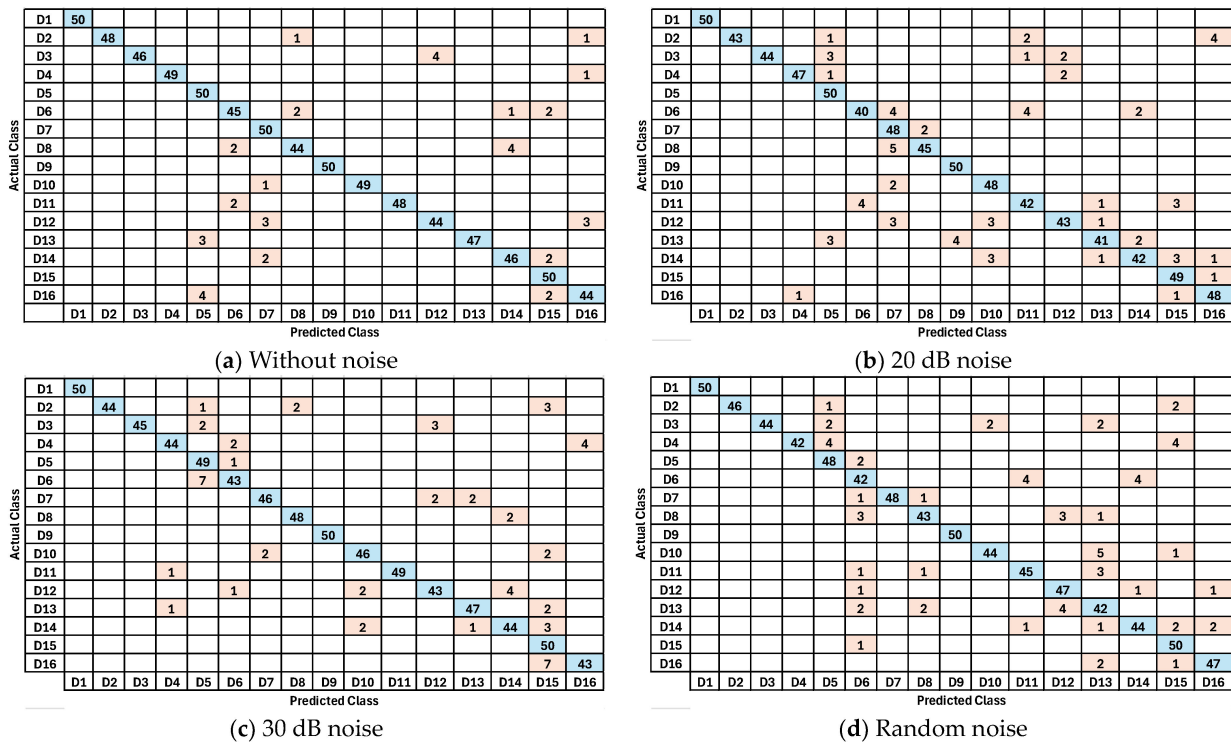 D1 50
D2 48 1 1
D3 46 4
D4 49 1
D5 50
D6 45 2 1 2
D7 50
D8 2 44 4
D9 50
D10 1 49
D11 2 48
D12 3 44 3
D13 3 47
D14 2 46 2
D15 50
D16 4 2 44
D1 D2 D3 D4 D5 D6 D7 D8 D9 D10 D11 D12 D13 D14 D15 D16
Actual Class
Predicted Class
(a) Without noise
D1 50
D2 43 1 2 4
D3 44 3 1 2
D4 47 1 2
D5 50
D6 40 4 4 2
D7 48 2
D8 5 45
D9 50
D10 2 48
D11 4 42 1 3
D12 3 3 43 1
D13 3 4 41 2
D14 3 1 42 3 1
D15 49 1
D16 1 1 48
D1 D2 D3 D4 D5 D6 D7 D8 D9 D10 D11 D12 D13 D14 D15 D16
Actual Class
Predicted Class
(b) 20 dB noise
D1 50
D2 44 1 2 3
D3 45 2 3
D4 44 2 4
D5 49 1
D6 7 43
D7 46 2 2
D8 48 2
D9 50
D10 2 46 2
D11 1 49
D12 1 2 43 4
D13 1 47 2
D14 2 1 44 3
D15 50
D16 7 43
D1 D2 D3 D4 D5 D6 D7 D8 D9 D10 D11 D12 D13 D14 D15 D16
Actual Class
Predicted Class
(c) 30 dB noise
D1 50
D2 46 1 2
D3 44 2 2 2
D4 42 4 4
D5 48 2
D6 42 4 4
D7 1 48 1
D8 3 43 3 1
D9 50
D10 44 5 1
D11 1 1 45 3
D12 1 47 1 1
D13 2 2 4 42
D14 1 1 44 2 2
D15 1 50
D16 2 1 47
D1 D2 D3 D4 D5 D6 D7 D8 D9 D10 D11 D12 D13 D14 D15 D16
Actual Class
Predicted Class
(d) Random noise